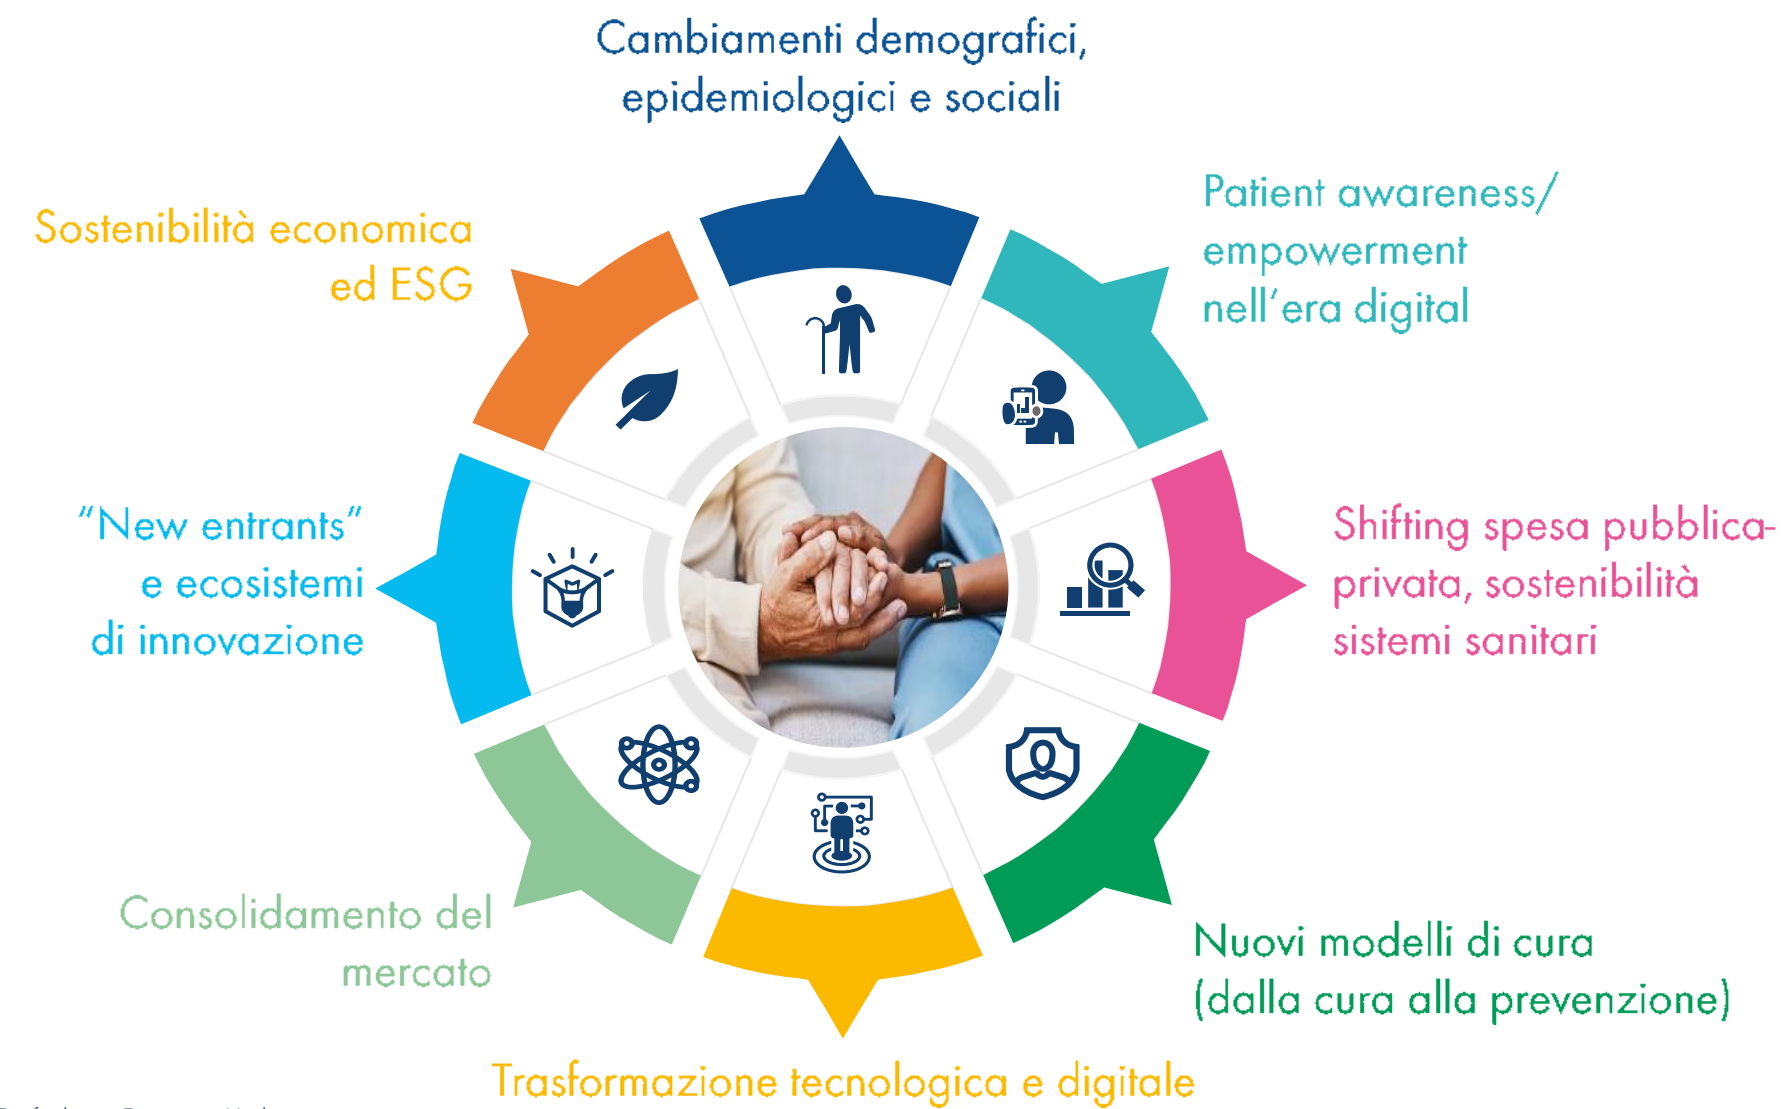 Cambiamenti demografici,
epidemiologici e sociali
Patient awareness/
empowerment
nell'era digital
Shifting spesa pubblica-
privata, sostenibilità
sistemi sanitari
Nuovi modelli di cura
(dalla cura alla prevenzione)
Trasformazione tecnologica e digitale
Consolidamento del
mercato
"New entrants"
e ecosistemi
di innovazione
Sostenibilità economica
ed ESG